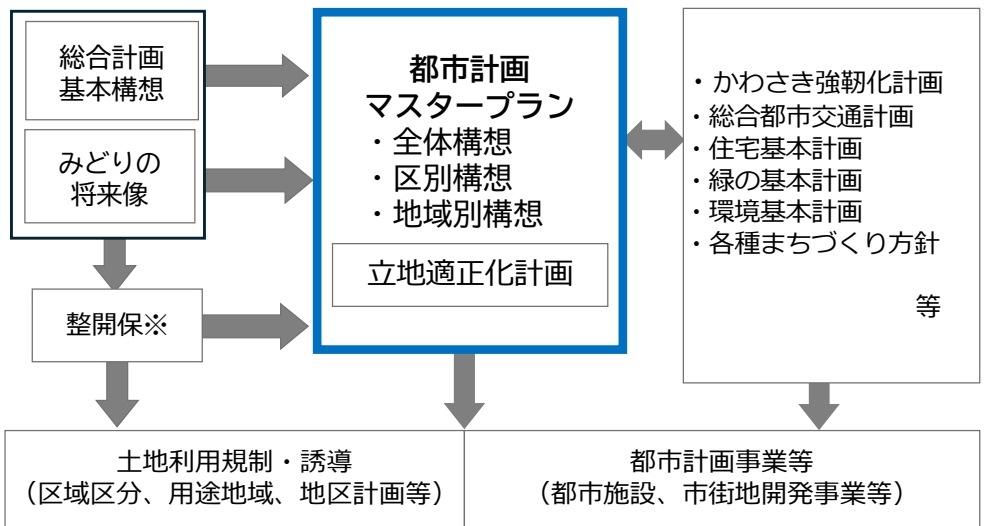 総合計画
基本構想
みどりの
将来像
整開保※
都市計画
マスタープラン
・全体構想
・区別構想
・地域別構想
立地適正化計画
・かわさき強靭化計画
・総合都市交通計画
・住宅基本計画
・緑の基本計画
・環境基本計画
・各種まちづくり方針
等
土地利用規制・誘導
（区域区分、用途地域、地区計画等）
都市計画事業等
（都市施設、市街地開発事業等）